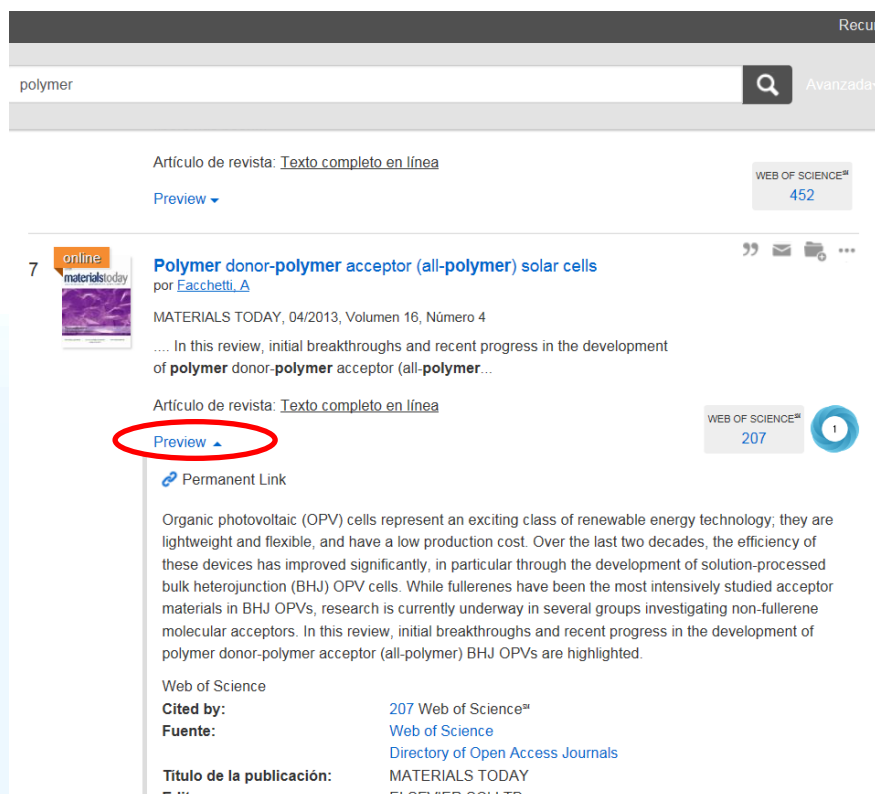 Recur
polymer
Avanzada
Artículo de revista: Texto completo en línea
Preview
WEB OF SCIENCE℠
452
7
online
materialstoday
Polymer donor-polymer acceptor (all-polymer) solar cells
por Facchetti, A
MATERIALS TODAY, 04/2013, Volumen 16, Número 4
.... In this review, initial breakthroughs and recent progress in the development
of polymer donor-polymer acceptor (all-polymer...
Artículo de revista: Texto completo en línea
WEB OF SCIENCE℠
207
1
Preview
Permanent Link
Organic photovoltaic (OPV) cells represent an exciting class of renewable energy technology; they are
lightweight and flexible, and have a low production cost. Over the last two decades, the efficiency of
these devices has improved significantly, in particular through the development of solution-processed
bulk heterojunction (BHJ) OPV cells. While fullerenes have been the most intensively studied acceptor
materials in BHJ OPVs, research is currently underway in several groups investigating non-fullerene
molecular acceptors. In this review, initial breakthroughs and recent progress in the development of
polymer donor-polymer acceptor (all-polymer) BHJ OPVs are highlighted.
Web of Science
Cited by: 207 Web of Science℠
Fuente: Web of Science
Directory of Open Access Journals
Título de la publicación: MATERIALS TODAY